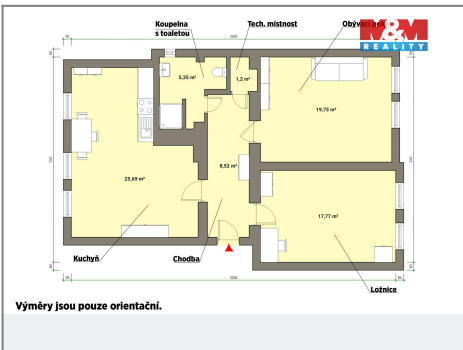 Koupelna
s toaletou
Tech. místnost
Obývací
M&M
REALITY
5,35 m²
1,2 m²
19,73 m²
25,69 m²
8,52 m²
17,77 m²
Kuchyň
Chodba
Ložnice
Výměry jsou pouze orientační.